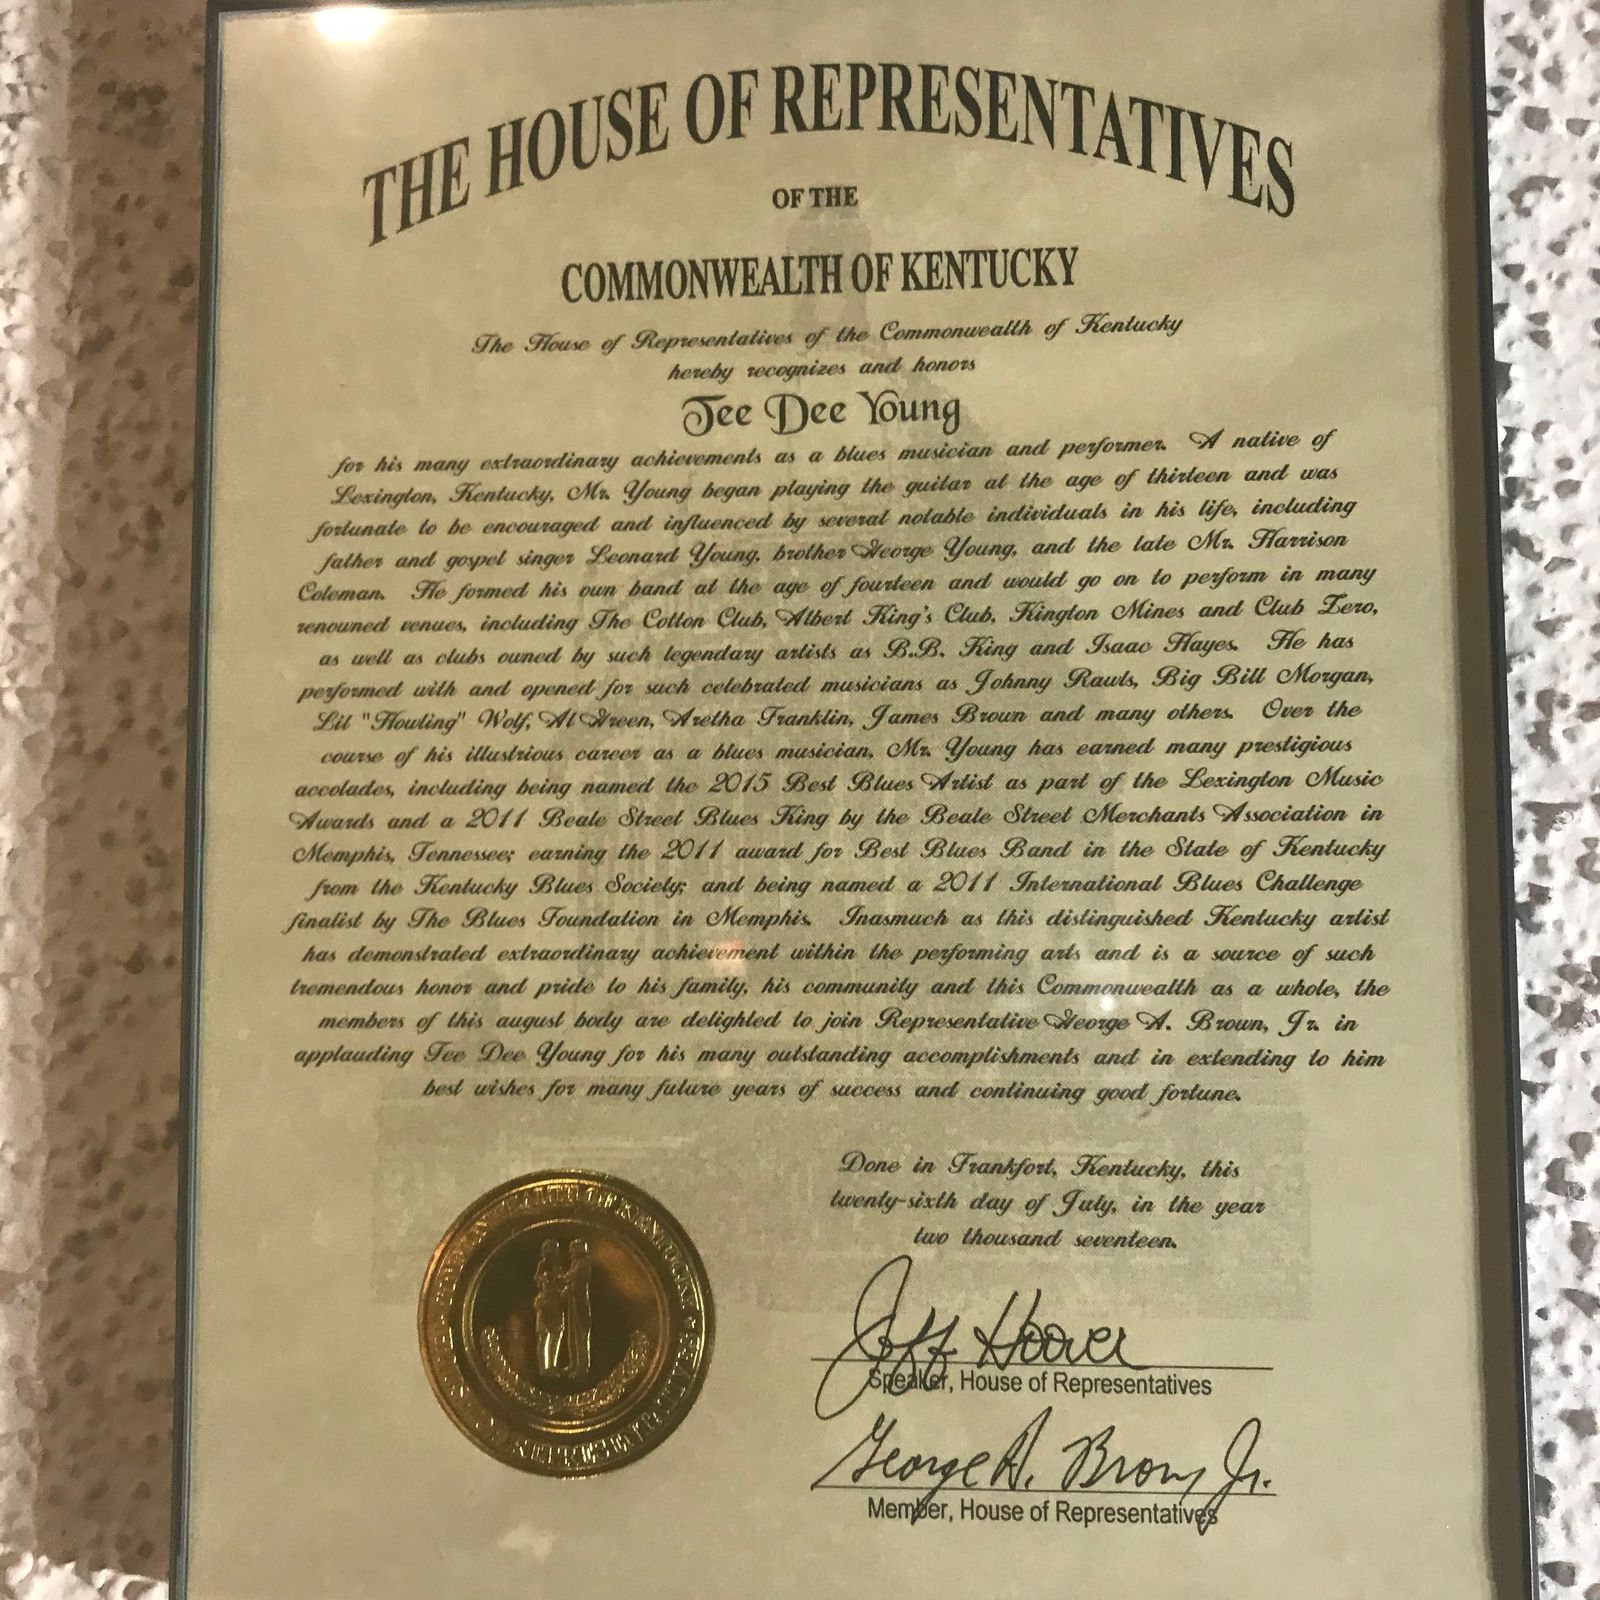 THE HOUSE OF REPRESENTATIVES
OF THE
COMMONWEALTH OF KENTUCKY
The House of Representatives of the Commonwealth of Kentucky
hereby recognizes and honors
Tee Dee Young
for his many extraordinary achievements as a blues musician and performer. A native of
Lexington, Kentucky, Mr. Young began playing the guitar at the age of thirteen and was
fortunate to be encouraged and influenced by several notable individuals in his life, including
father and gospel singer Leonard Young, brother George Young, and the late Mr. Harrison
Coleman. He formed his own band at the age of fourteen and would go on to perform in many
renouned venues, including The Cotton Club, Albert King's Club, Kington Mines and Club Zero,
as well as clubs owned by such legendary artists as B.B. King and Isaac Hayes. He has
performed with and opened for such celebrated musicians as Johnny Rawls, Big Bill Morgan,
Lil "Howling" Wolf, Al Green, Aretha Franklin, James Brown and many others. Over the
course of his illustrious career as a blues musician, Mr. Young has earned many prestigious
accolades, including being named the 2015 Best Blues Artist as part of the Lexington Music
Awards and a 2011 Beale Street Blues King by the Beale Street Merchants Association in
Memphis, Tennessee; earning the 2011 award for Best Blues Band in the State of Kentucky
from the Kentucky Blues Society; and being named a 2011 International Blues Challenge
finalist by The Blues Foundation in Memphis. Inasmuch as this distinguished Kentucky artist
has demonstrated extraordinary achievement within the performing arts and is a source of such
tremendous honor and pride to his family, his community and this Commonwealth as a whole, the
members of this august body are delighted to join Representative George A. Brown, Jr. in
applauding Tee Dee Young for his many outstanding accomplishments and in extending to him
best wishes for many future years of success and continuing good fortune.
Done in Frankfort, Kentucky, this
twenty-sixth day of July, in the year
two thousand seventeen.
Jeff Hoover
Speaker, House of Representatives
George A. Brown, Jr.
Member, House of Representatives
COMMONWEALTH OF KENTUCKY